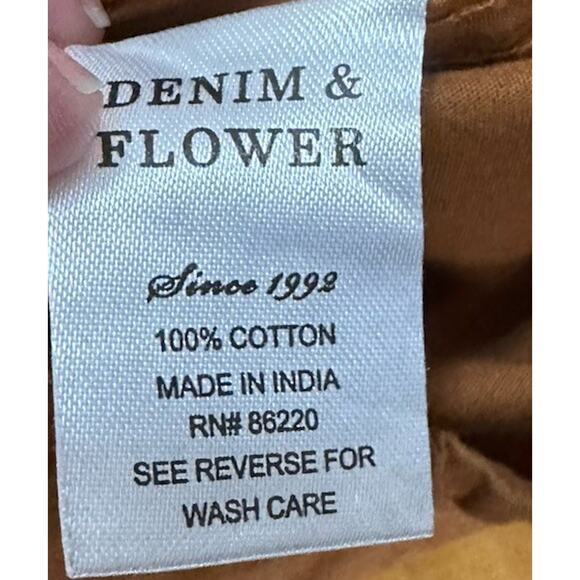 DENIM &
FLOWER
Since 1992
100% COTTON
MADE IN INDIA
RN# 86220
SEE REVERSE FOR
WASH CARE